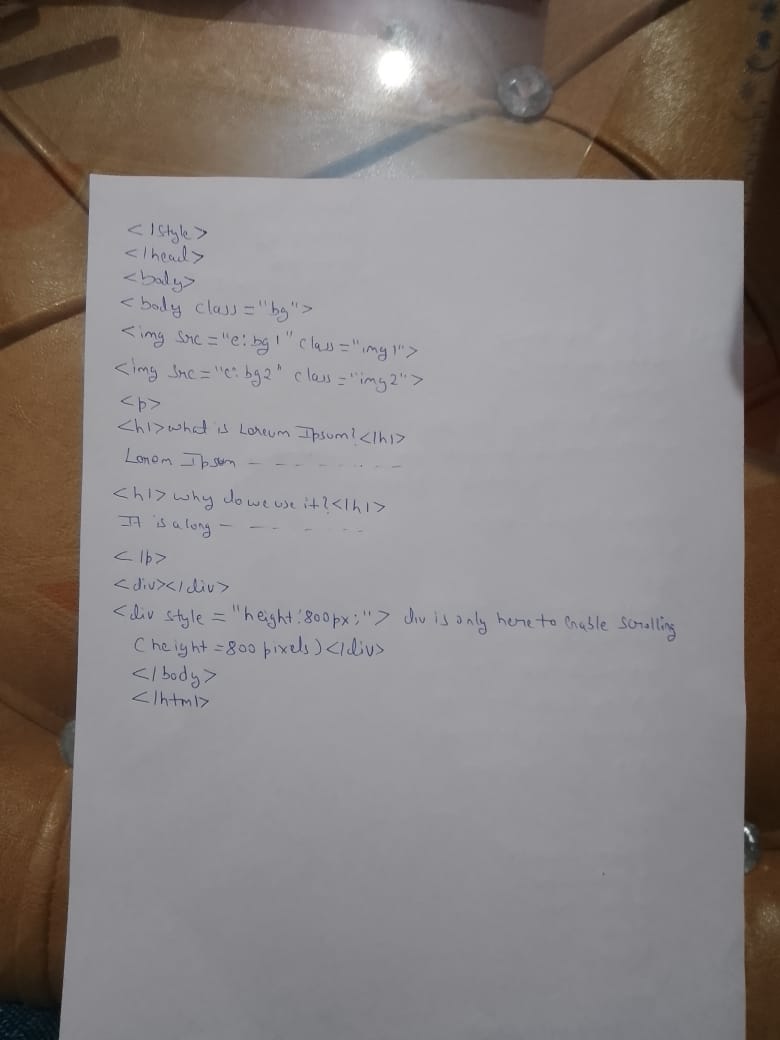 </style>
</head>
<body>
<body class="bg">
<img src="e:bg1" class="img1">
<img src="e:bg2" class="img2">
<p>
<h1>what is Loreum Ipsum?</h1>
Lorem Ipsum - - - - - - -
<h1>why do we use it?</h1>
It is a long - - - - - -
</p>
<div></div>
<div style="height:800px;"> div is only here to enable scrolling
(height=800 pixels)</div>
</body>
</html>